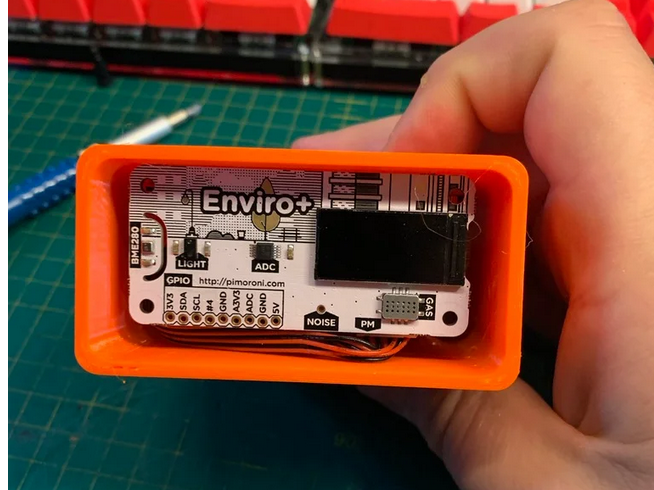 Enviro+
BME280
LIGHT
ADC
GPIO http://pimoroni.com
3V3
SDA
SCL
#4
GND
A3V3
ADC
GND
5V
NOISE
PM
GAS